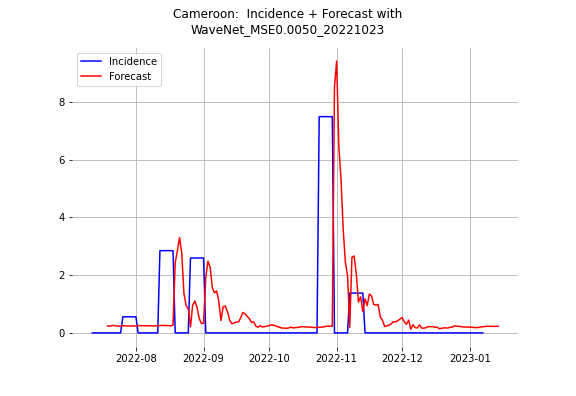 Cameroon:  Incidence + Forecast with
WaveNet_MSE0.0050_20221023
Incidence
Forecast
8
6
4
2
0
2022-08
2022-09
2022-10
2022-11
2022-12
2023-01